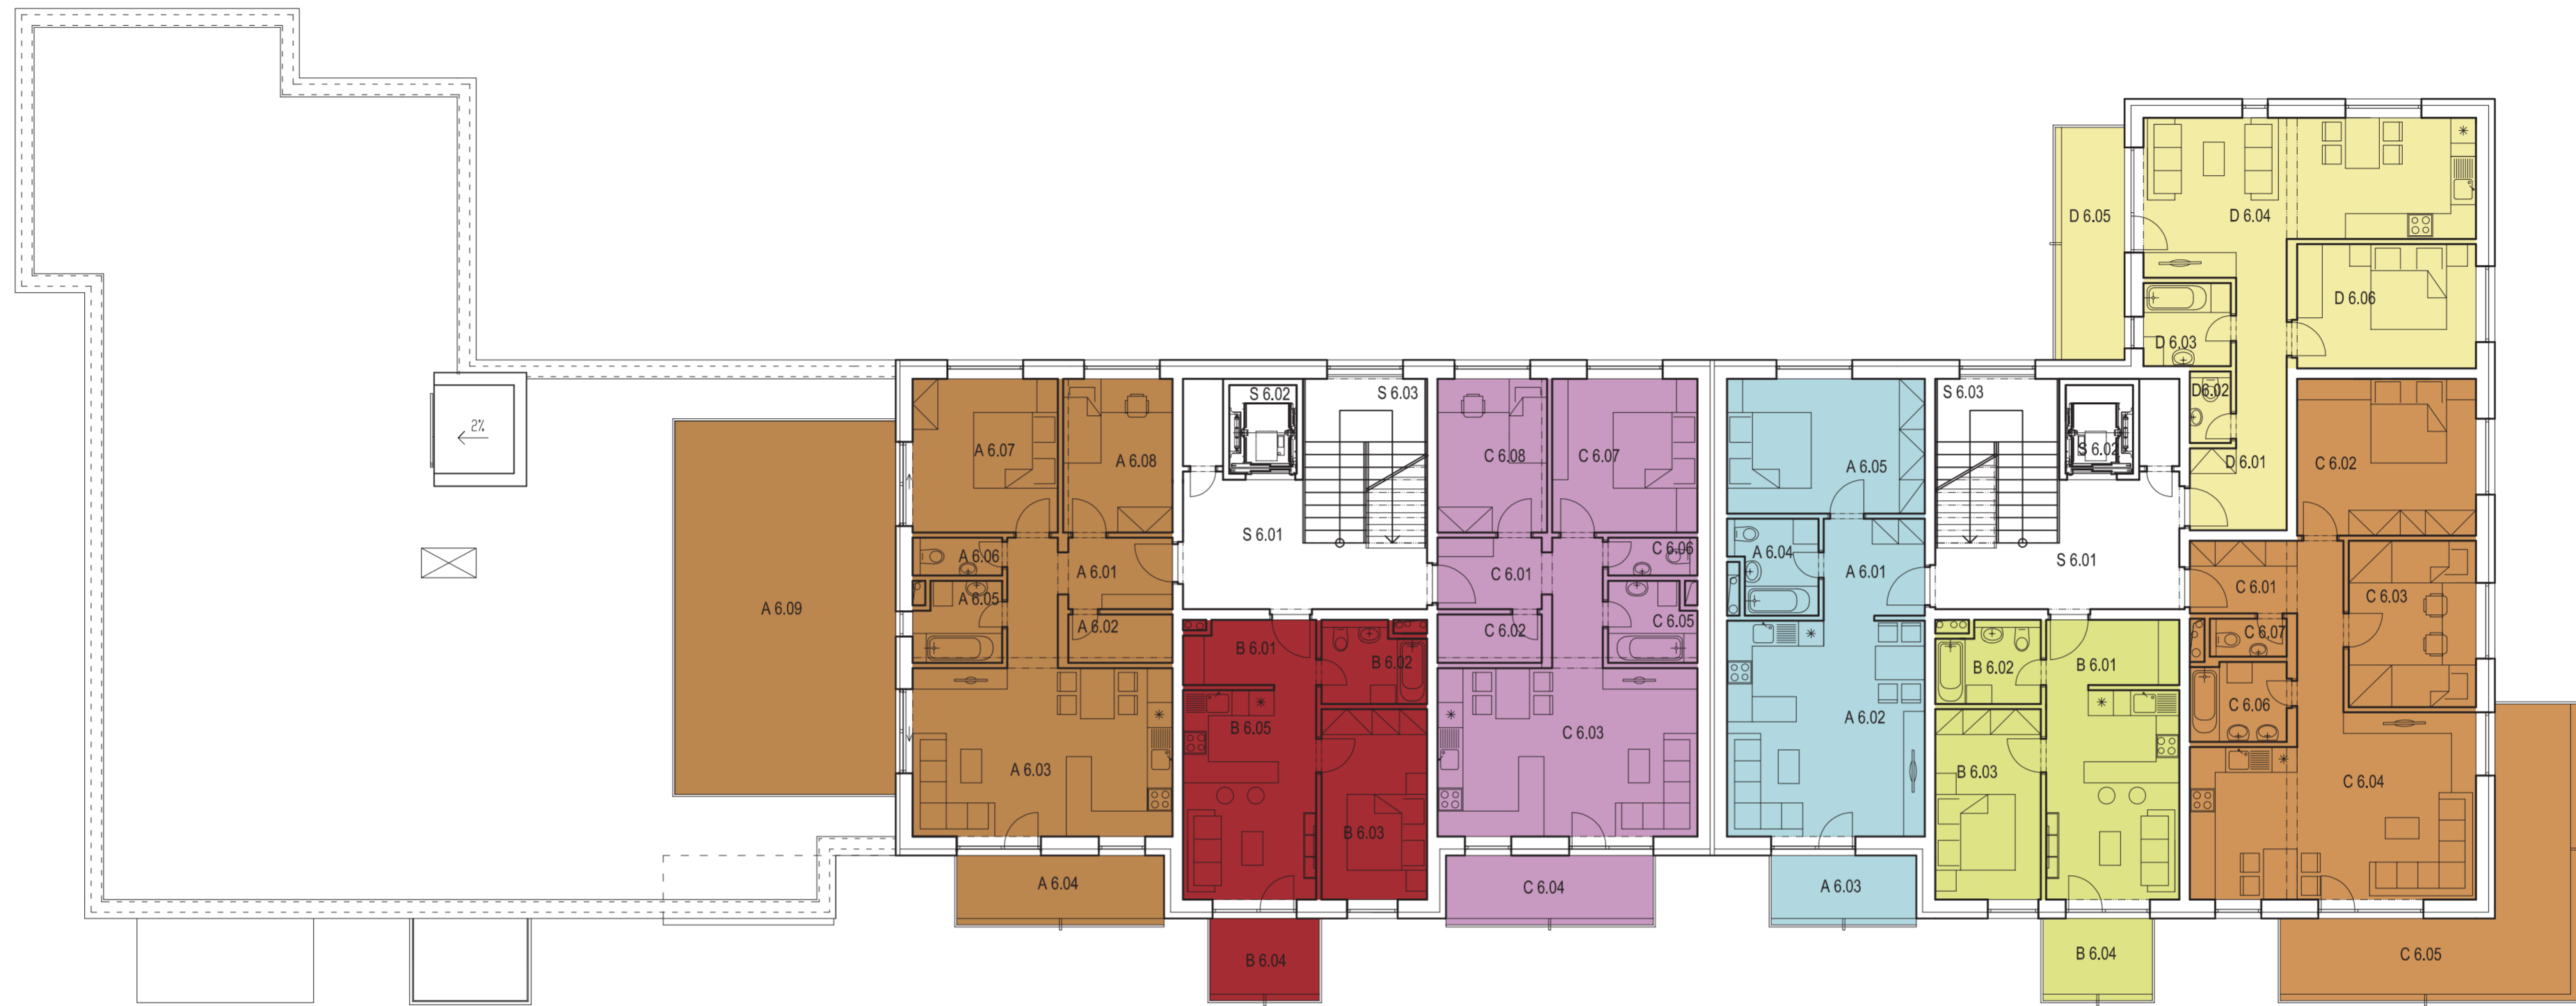 2%
A 6.09
A 6.07
A 6.08
A 6.06
A 6.05
A 6.01
A 6.02
A 6.03
A 6.04
S 6.02
S 6.03
S 6.01
B 6.01
B 6.02
B 6.05
B 6.03
B 6.04
C 6.08
C 6.07
C 6.01
C 6.06
C 6.02
C 6.05
C 6.03
C 6.04
A 6.05
A 6.04
A 6.01
A 6.02
A 6.03
S 6.03
S 6.02
S 6.01
B 6.02
B 6.01
B 6.03
B 6.04
D 6.05
D 6.04
D 6.06
D 6.03
D6.02
D 6.01
C 6.02
C 6.01
C 6.03
C 6.07
C 6.06
C 6.04
C 6.05